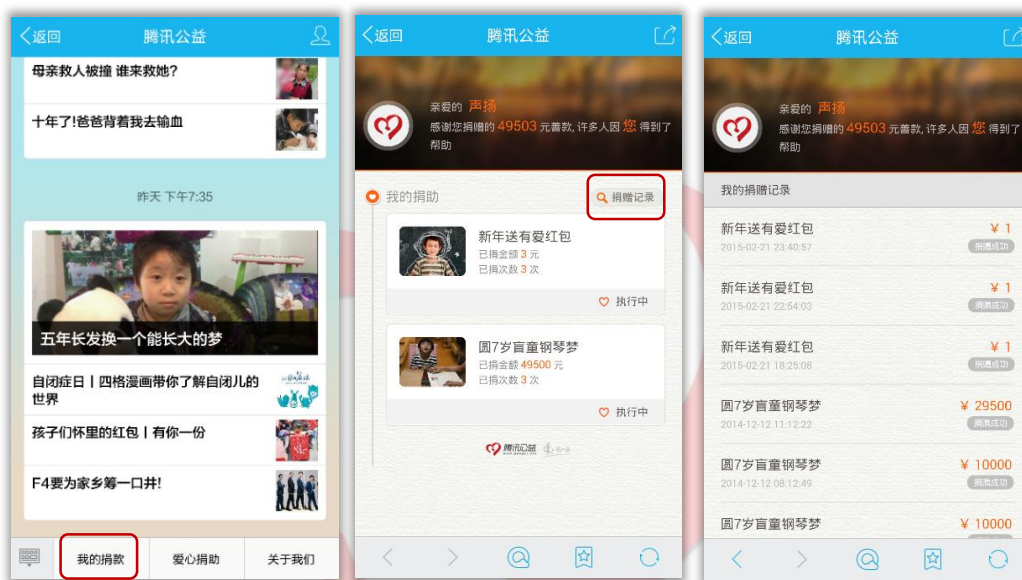 返回
腾讯公益
母亲救人被撞 谁来救她?
十年了!爸爸背着我去输血
昨天 下午7:35
五年长发换一个能长大的梦
自闭症日丨四格漫画带你了解自闭儿的
世界
孩子们怀里的红包丨有你一份
F4要为家乡筹一口井!
我的捐款
爱心捐助
关于我们
返回
腾讯公益
亲爱的 声扬
感谢您捐赠的 49503 元善款, 许多人因 您 得到了
帮助
我的捐助
捐赠记录
新年送有爱红包
已捐金额 3 元
已捐次数 3 次
执行中
圆7岁盲童钢琴梦
已捐金额 49500 元
已捐次数 3 次
执行中
腾讯公益
返回
腾讯公益
亲爱的 声扬
感谢您捐赠的 49503 元善款, 许多人因 您 得到了
帮助
我的捐赠记录
新年送有爱红包
¥ 1
2015-02-21 23:40:57
捐赠成功
新年送有爱红包
¥ 1
2015-02-21 22:54:03
捐赠成功
新年送有爱红包
¥ 1
2015-02-21 18:25:08
捐赠成功
圆7岁盲童钢琴梦
¥ 29500
2014-12-12 11:12:22
捐赠成功
圆7岁盲童钢琴梦
¥ 10000
2014-12-12 08:12:49
捐赠成功
圆7岁盲童钢琴梦
¥ 10000